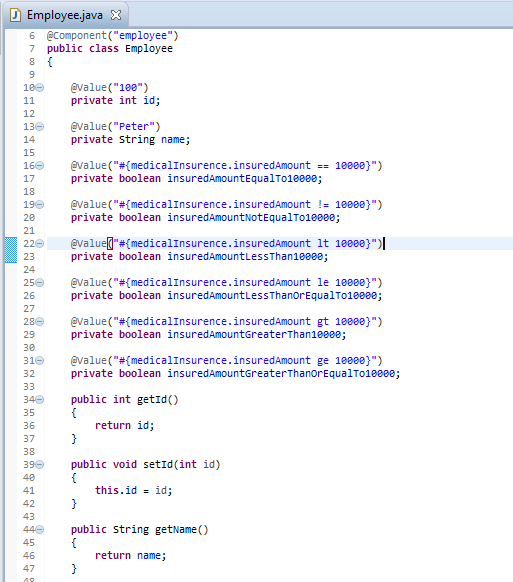 Employee.java
6 @Component("employee")
7 public class Employee
8 {
9
10 @Value("100")
11 private int id;
12
13 @Value("Peter")
14 private String name;
15
16 @Value("#{medicalInsurence.insuredAmount == 10000}")
17 private boolean insuredAmountEqualTo10000;
18
19 @Value("#{medicalInsurence.insuredAmount != 10000}")
20 private boolean insuredAmountNotEqualTo10000;
21
22 @Value("#{medicalInsurence.insuredAmount lt 10000}")
23 private boolean insuredAmountLessThan10000;
24
25 @Value("#{medicalInsurence.insuredAmount le 10000}")
26 private boolean insuredAmountLessThanOrEqualTo10000;
27
28 @Value("#{medicalInsurence.insuredAmount gt 10000}")
29 private boolean insuredAmountGreaterThan10000;
30
31 @Value("#{medicalInsurence.insuredAmount ge 10000}")
32 private boolean insuredAmountGreaterThanOrEqualTo10000;
33
34 public int getId()
35 {
36 return id;
37 }
38
39 public void setId(int id)
40 {
41 this.id = id;
42 }
43
44 public String getName()
45 {
46 return name;
47 }
48